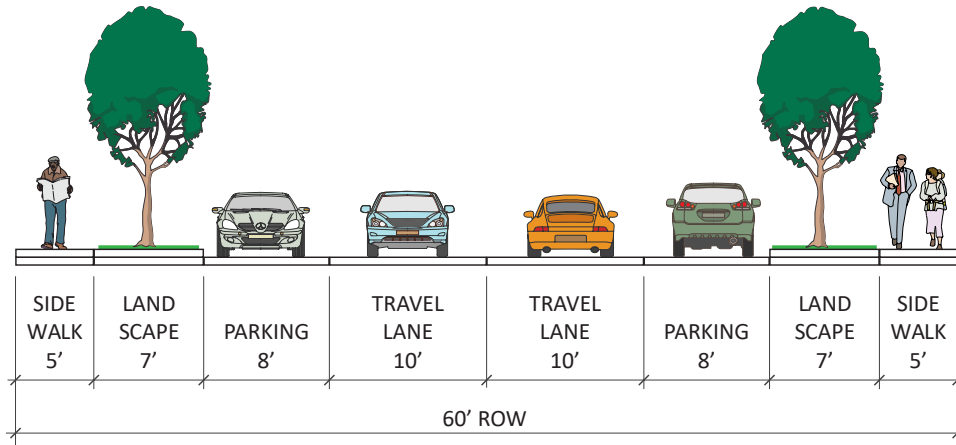 SIDE
WALK
5’
LAND
SCAPE
7’
PARKING
8’
TRAVEL
LANE
10’
TRAVEL
LANE
10’
PARKING
8’
LAND
SCAPE
7’
SIDE
WALK
5’
60’ ROW